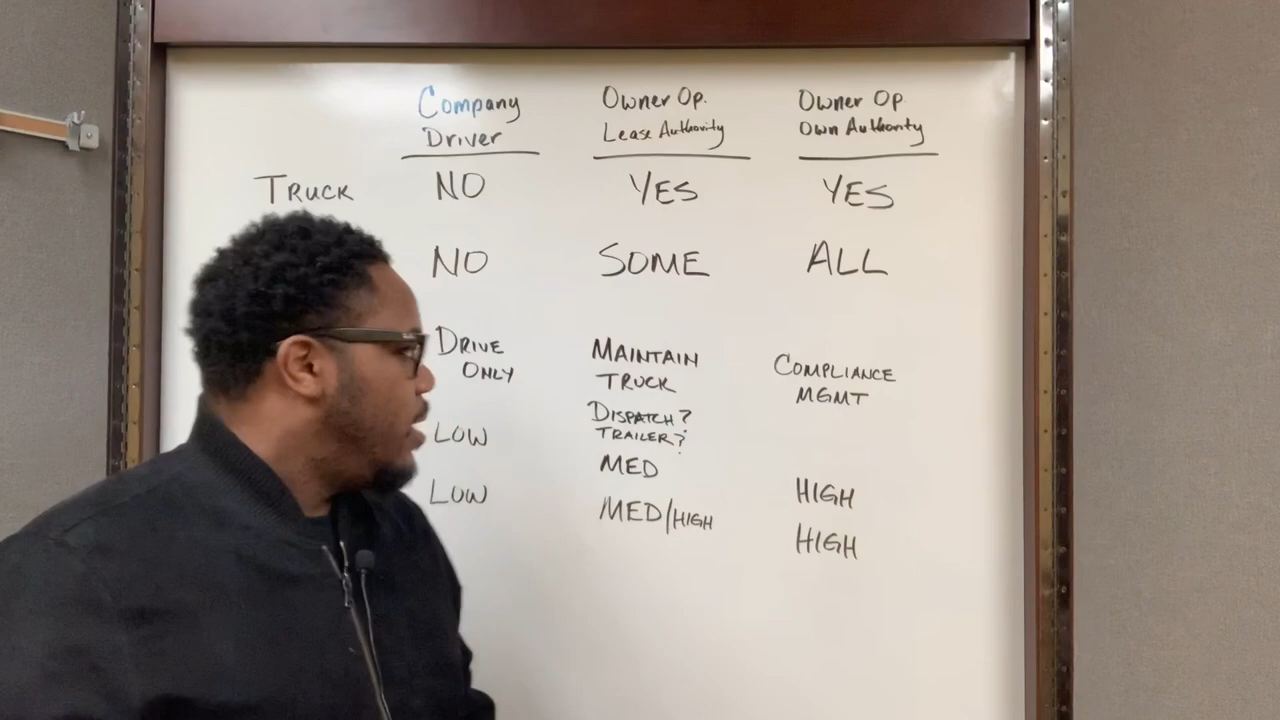 Company Driver
Owner Op. Lease Authority
Owner Op Own Authority
TRUCK NO YES YES
NO SOME ALL
DRIVE ONLY
MAINTAIN TRUCK
COMPLIANCE MGMT
DISPATCH?
TRAILER?
LOW MED HIGH
LOW MED/HIGH HIGH